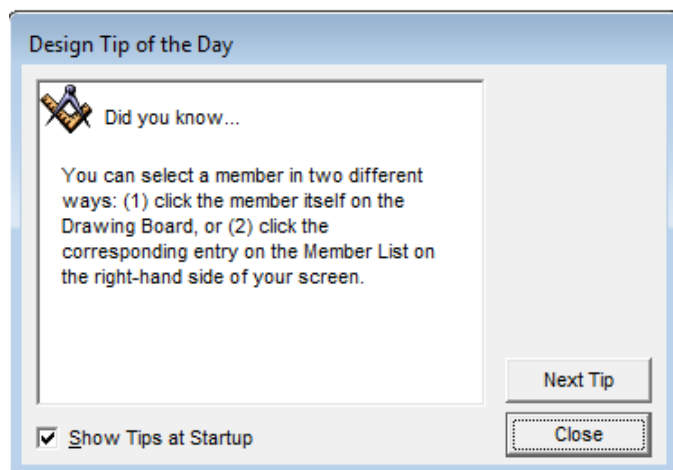 Design Tip of the Day
Did you know...
You can select a member in two different
ways: (1) click the member itself on the
Drawing Board, or (2) click the
corresponding entry on the Member List on
the right-hand side of your screen.
Next Tip
Show Tips at Startup
Close